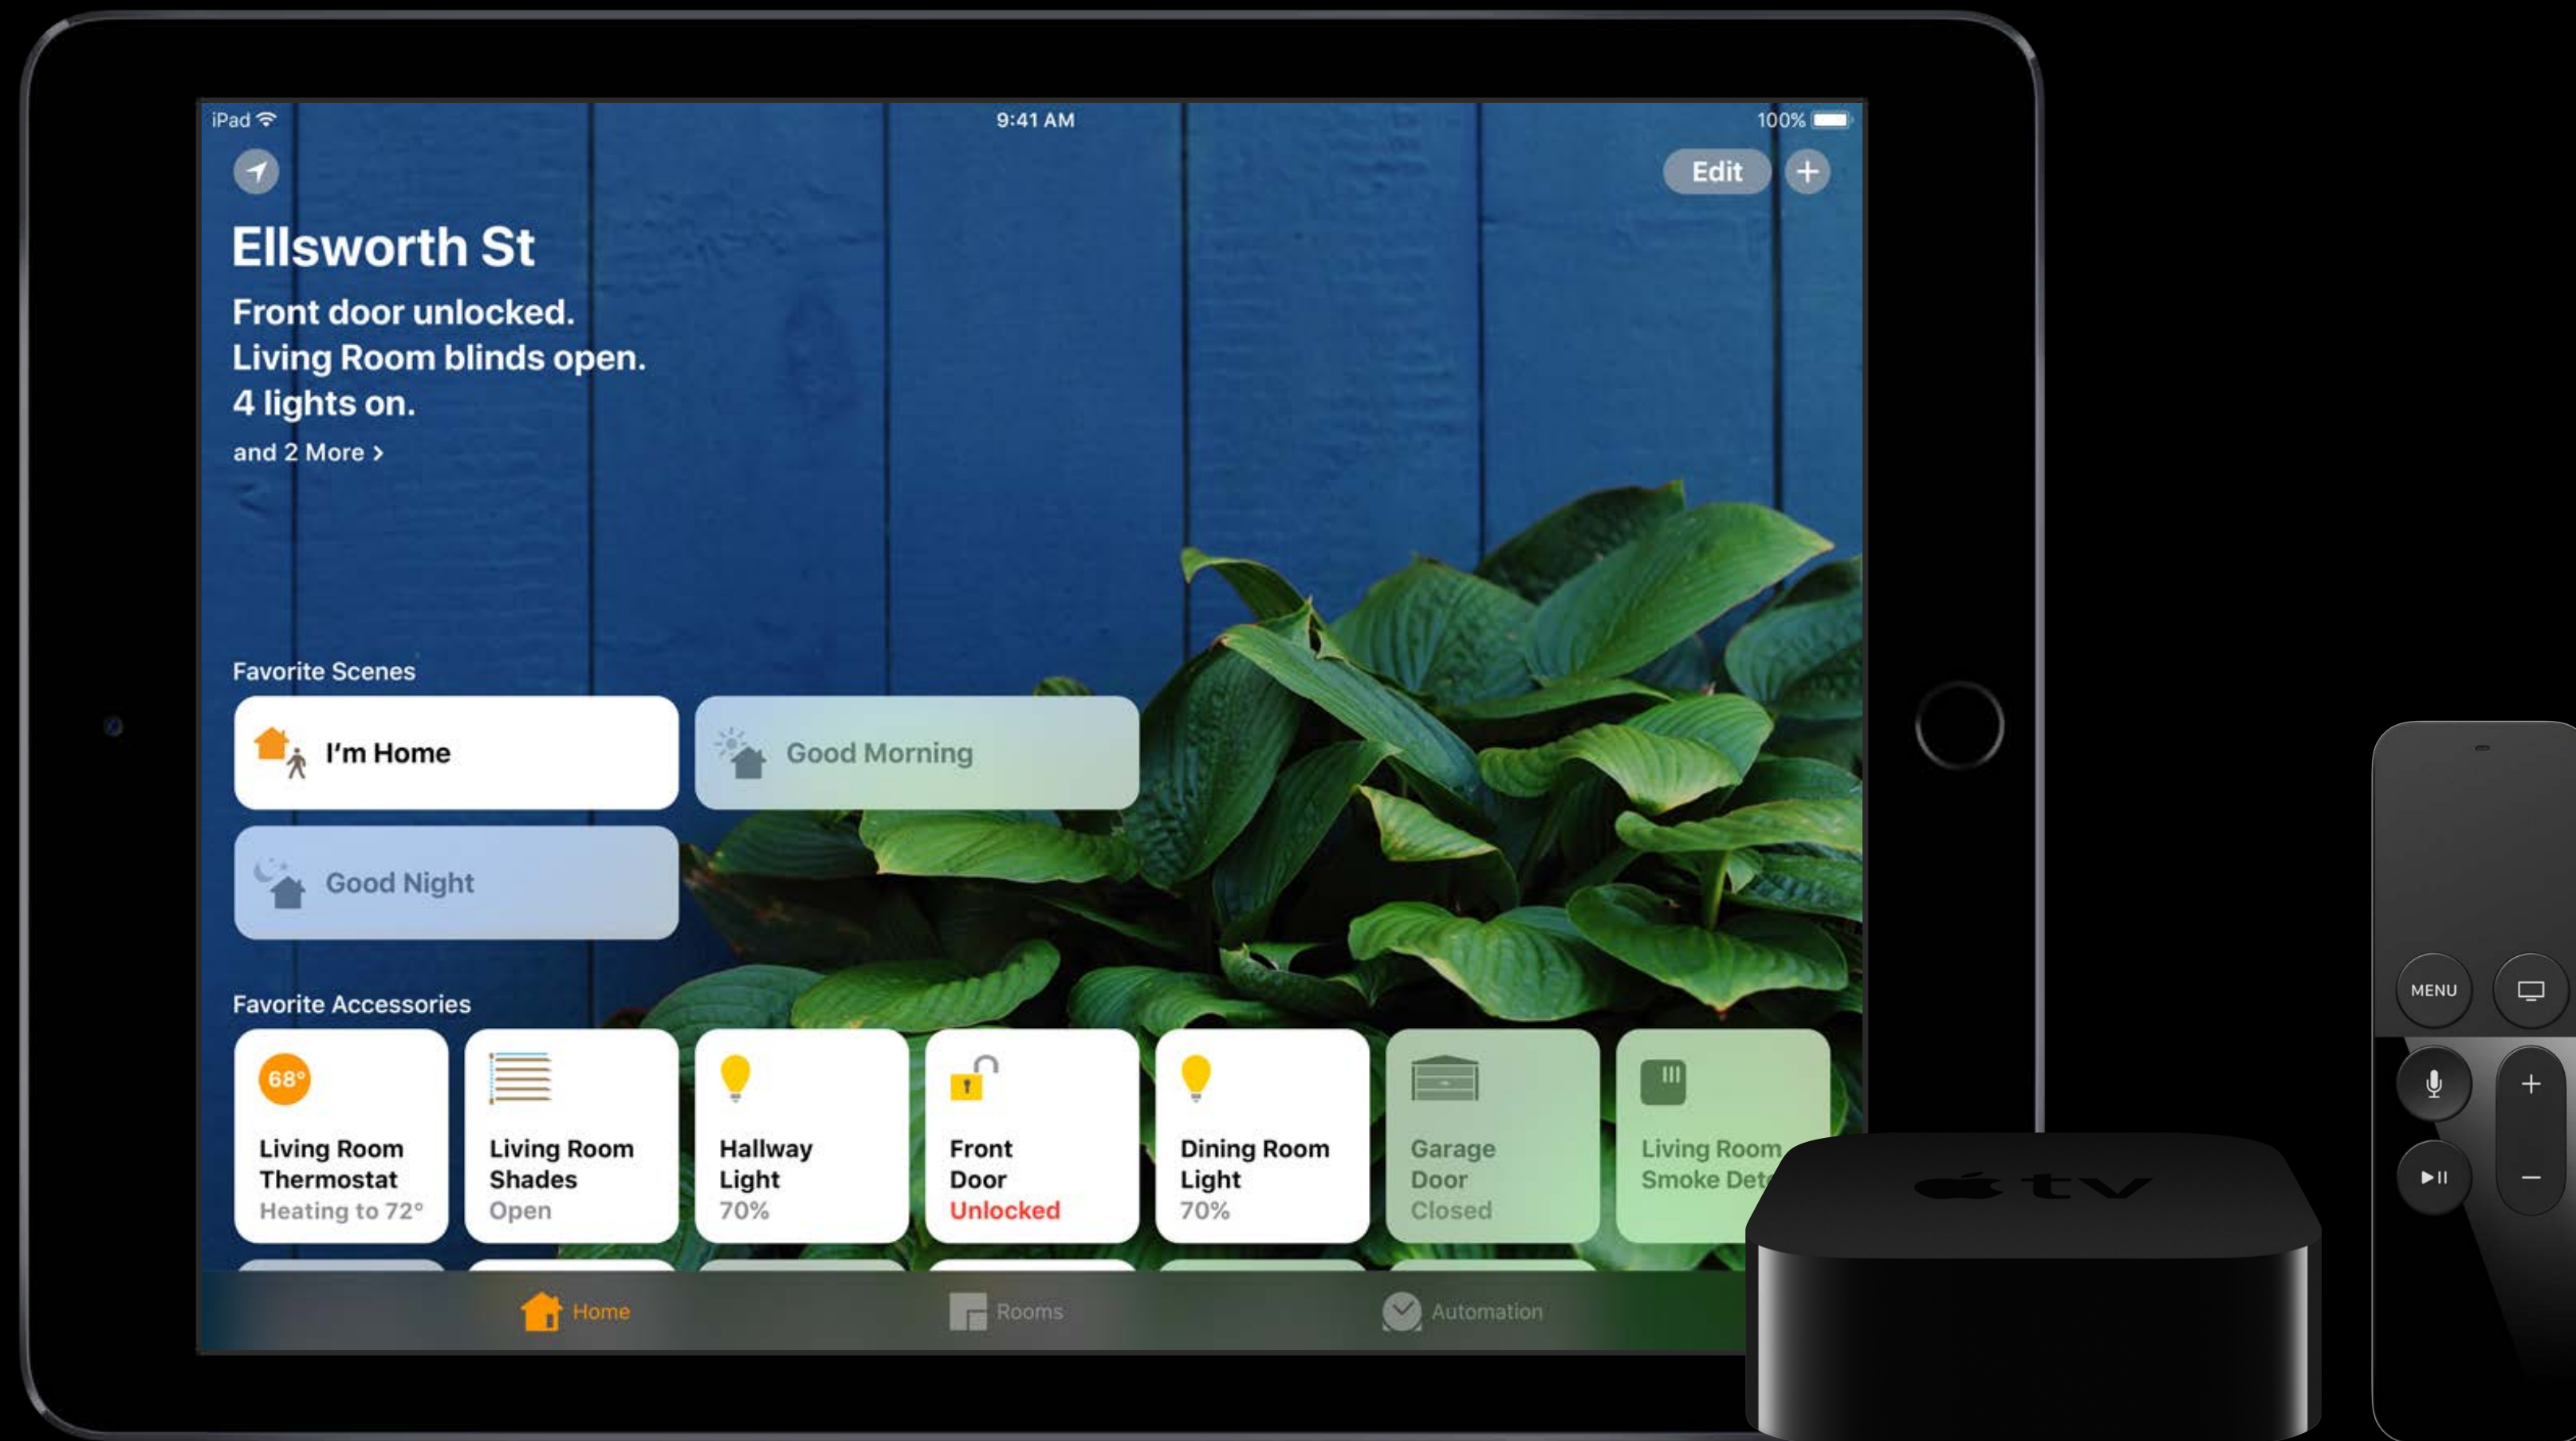 iPad
9:41 AM
100%
Edit
+
Ellsworth St
Front door unlocked.
Living Room blinds open.
4 lights on.
and 2 More >
Favorite Scenes
I'm Home
Good Morning
Good Night
Favorite Accessories
68°
Living Room
Thermostat
Heating to 72°
Living Room
Shades
Open
Hallway
Light
70%
Front
Door
Unlocked
Dining Room
Light
70%
Garage
Door
Closed
Living Room
Smoke
Home
Rooms
Automation
tv
MENU
+
−